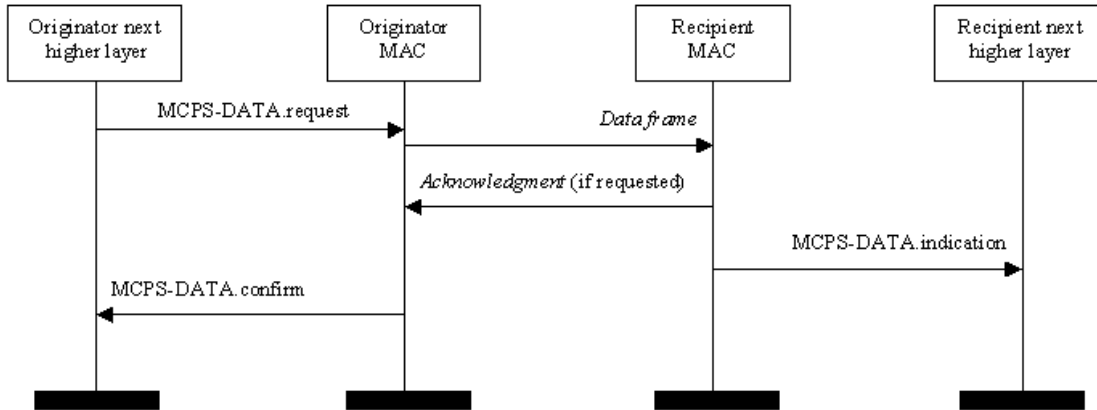 Originator next
higher layer
Originator
MAC
Recipient
MAC
Recipient next
higher layer
MCPS-DATA.request
Data frame
Acknowledgment (if requested)
MCPS-DATA.indication
MCPS-DATA.confirm